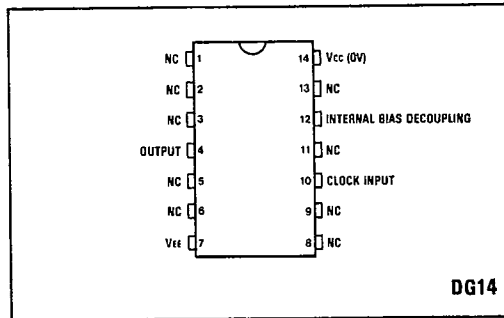 NC 1 14 Vcc (0V)
NC 2 13 NC
NC 3 12 INTERNAL BIAS DECOUPLING
OUTPUT 4 11 NC
NC 5 10 CLOCK INPUT
NC 6 9 NC
VEE 7 8 NC
DG14